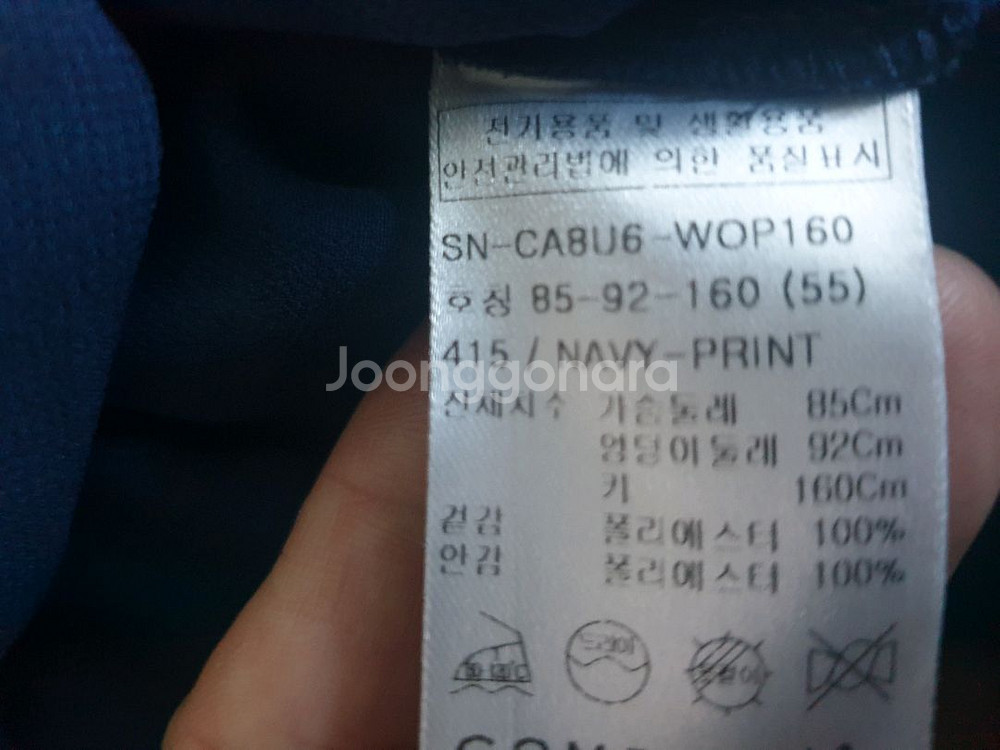 전기용품 및 생활용품
안전관리법에 의한 품질표시
SN-CA8U6-WOP160
호칭 85-92-160 (55)
415 / NAVY-PRINT
Joonggonara
신체치수 가슴둘레 85Cm
엉덩이둘레 92Cm
키 160Cm
겉감 폴리에스터 100%
안감 폴리에스터 100%
드라이